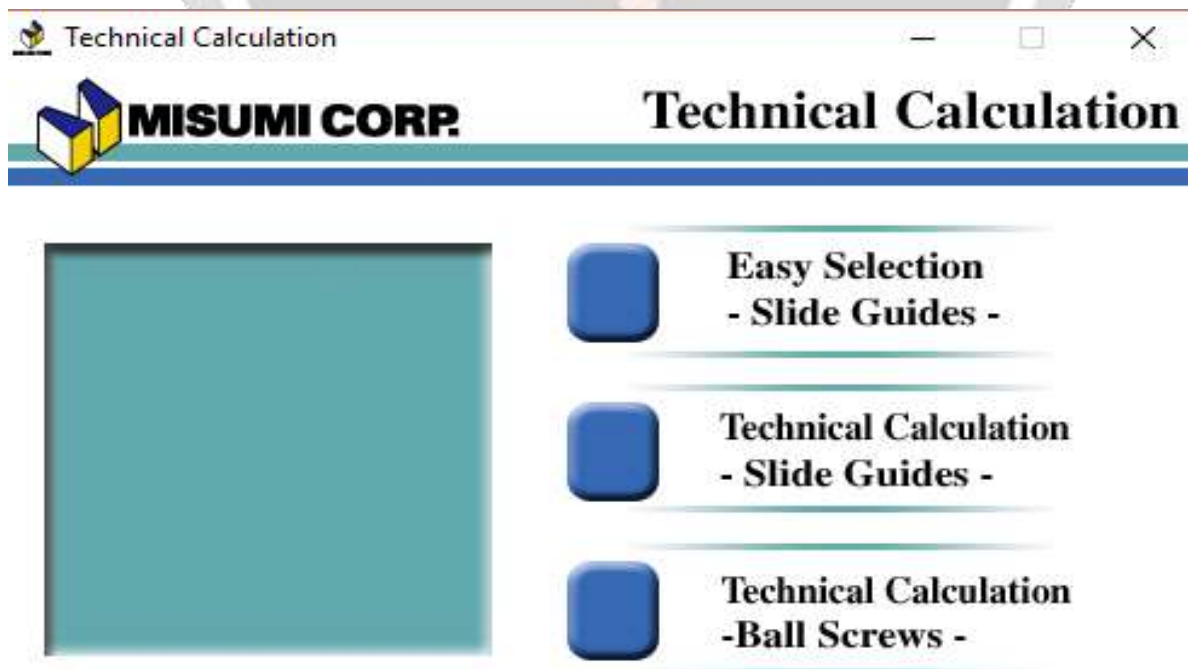 Technical Calculation
MISUMI CORP.
Technical Calculation
Easy Selection
- Slide Guides -
Technical Calculation
- Slide Guides -
Technical Calculation
-Ball Screws -